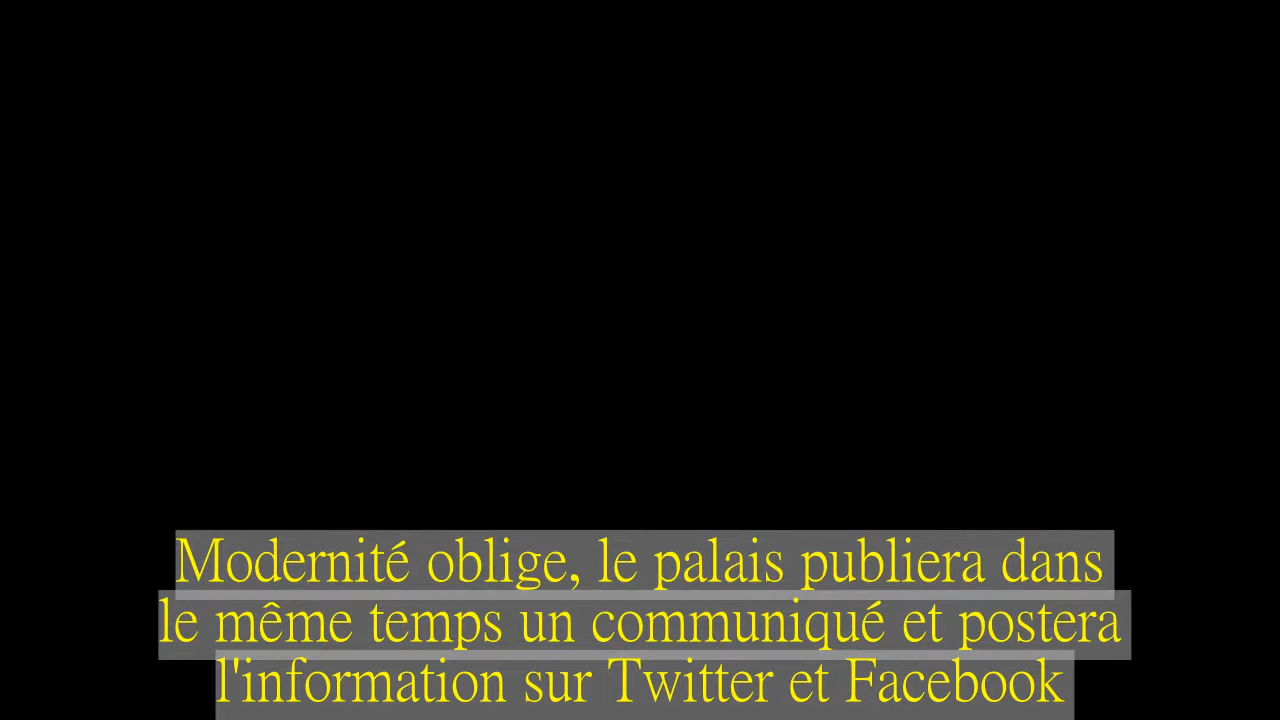 Modernité oblige, le palais publiera dans
le même temps un communiqué et postera
l'information sur Twitter et Facebook